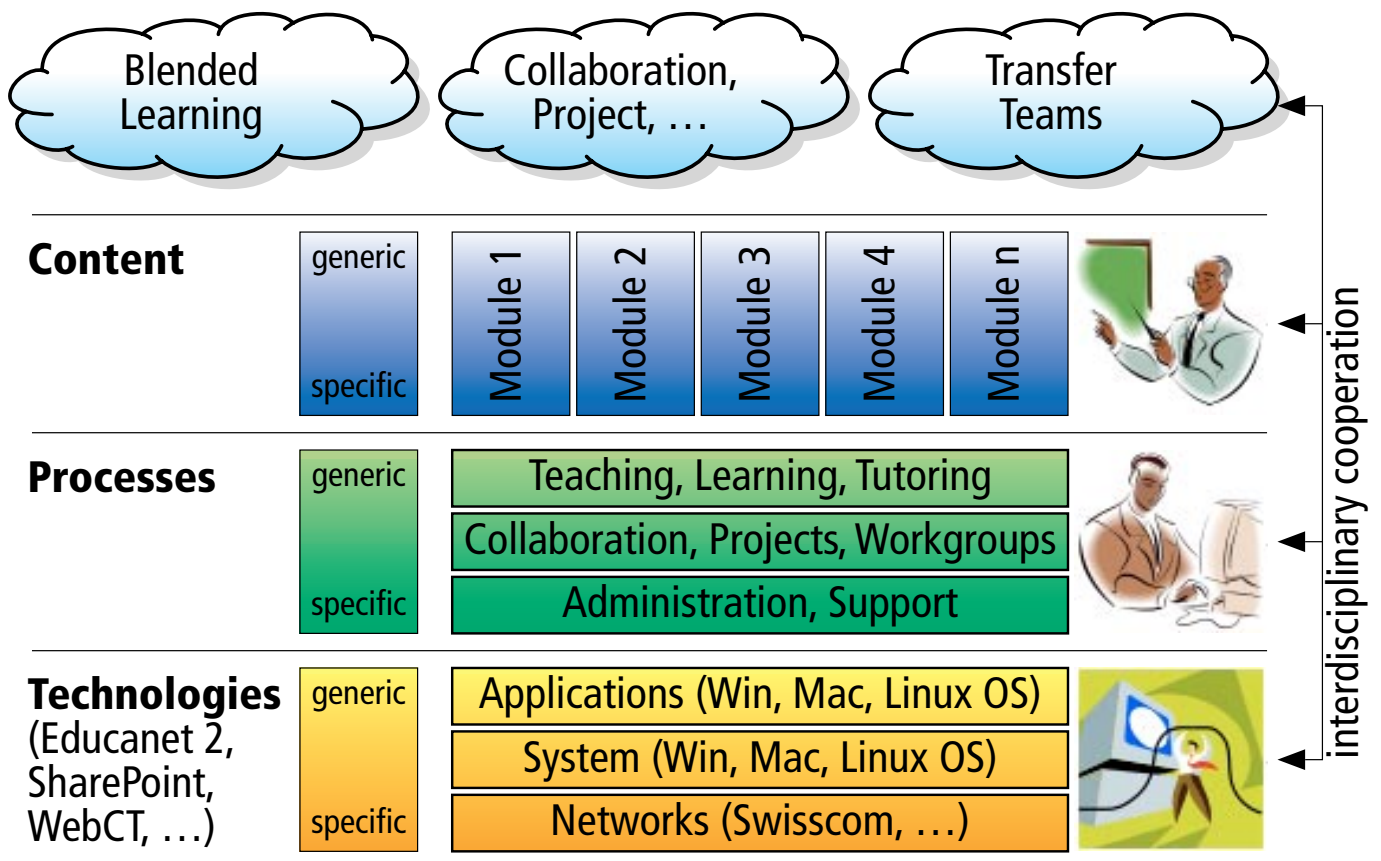 Blended
Learning
Collaboration,
Project, …
Transfer
Teams
Content
generic
specific
Module 1
Module 2
Module 3
Module 4
Module n
Processes
generic
specific
Teaching, Learning, Tutoring
Collaboration, Projects, Workgroups
Administration, Support
Technologies
(Educanet 2,
SharePoint,
WebCT, …)
generic
specific
Applications (Win, Mac, Linux OS)
System (Win, Mac, Linux OS)
Networks (Swisscom, …)
interdisciplinary cooperation